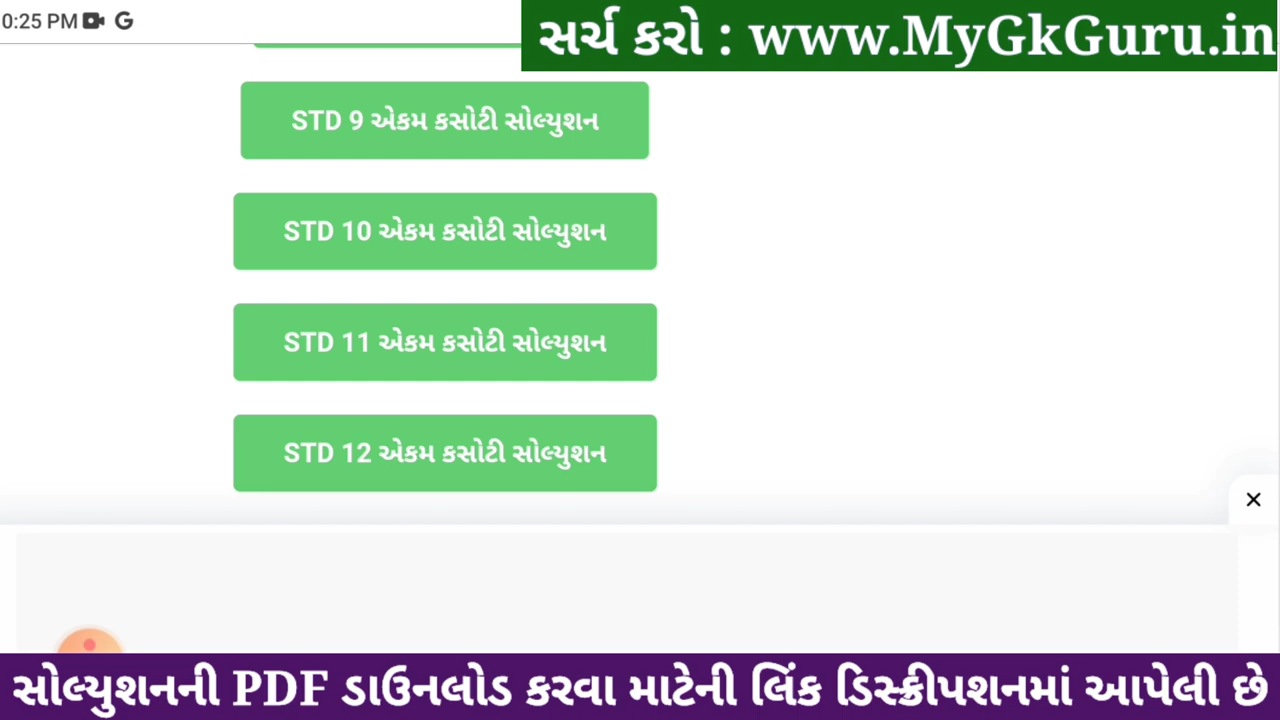 0:25 PM
સર્ચ કરો : www.MyGkGuru.in
STD 9 એકમ કસોટી સોલ્યુશન
STD 10 એકમ કસોટી સોલ્યુશન
STD 11 એકમ કસોટી સોલ્યુશન
STD 12 એકમ કસોટી સોલ્યુશન
સોલ્યુશનની PDF ડાઉનલોડ કરવા માટેની લિંક ડિસ્ક્રીપશનમાં આપેલી છે